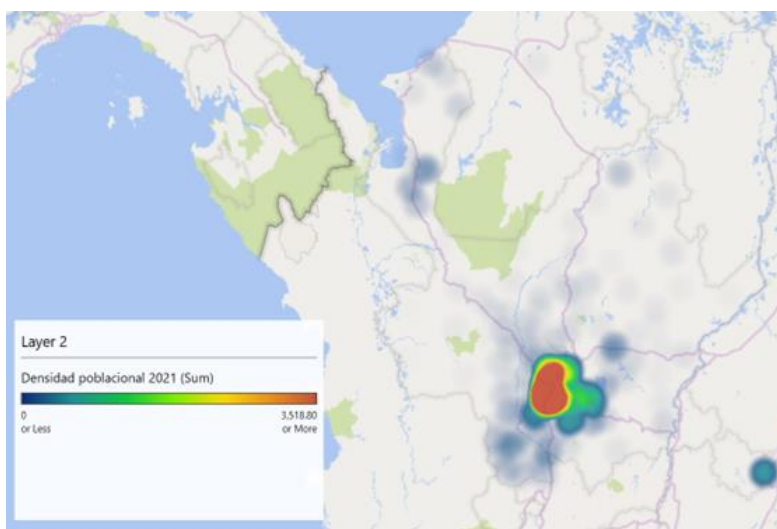 Layer 2
Densidad poblacional 2021 (Sum)
0 3,518.80
or Less or More